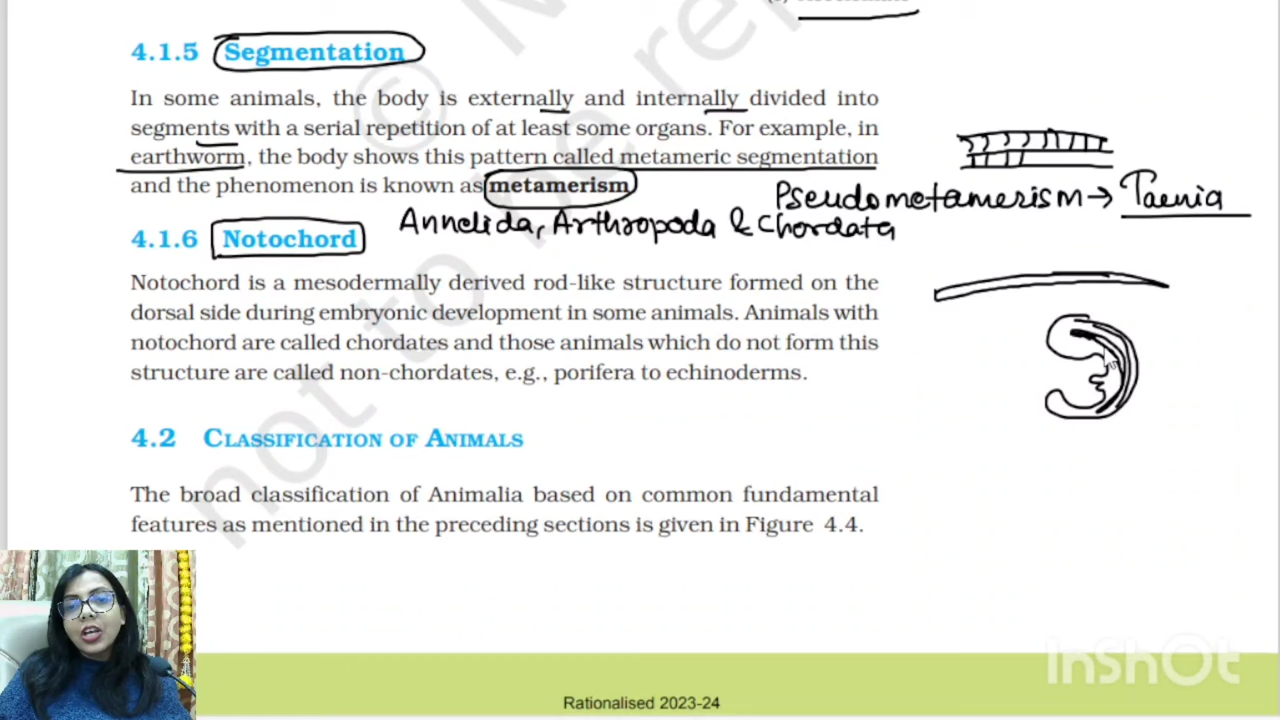 4.1.5 Segmentation
In some animals, the body is externally and internally divided into
segments with a serial repetition of at least some organs. For example, in
earthworm, the body shows this pattern called metameric segmentation
and the phenomenon is known as metamerism
Pseudometamerism → Taenia
Annelida, Arthropoda & Chordata
4.1.6 Notochord
Notochord is a mesodermally derived rod-like structure formed on the
dorsal side during embryonic development in some animals. Animals with
notochord are called chordates and those animals which do not form this
structure are called non-chordates, e.g., porifera to echinoderms.
4.2 CLASSIFICATION OF ANIMALS
The broad classification of Animalia based on common fundamental
features as mentioned in the preceding sections is given in Figure 4.4.
InShOt
Rationalised 2023-24
not to be re